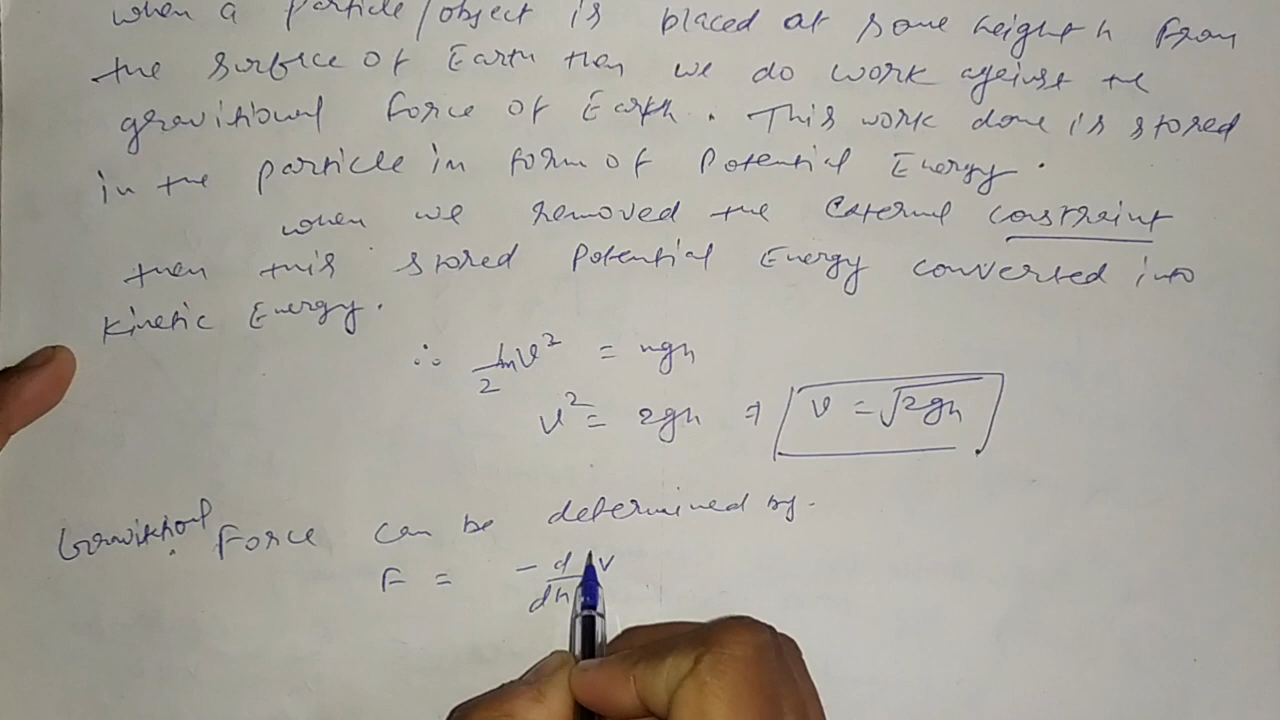 when a particle/object is placed at some height h from
the surface of Earth then we do work against the
gravitional force of Earth. This work done is stored
in the particle in form of Potential Energy.
when we removed the external constraint
then this stored potential Energy converted into
Kinetic Energy.
∴ 1/2 mv² = mgh
v² = 2gh ⇒ v = √2gh
Gravitional Force can be determined by.
F = -d/dh V